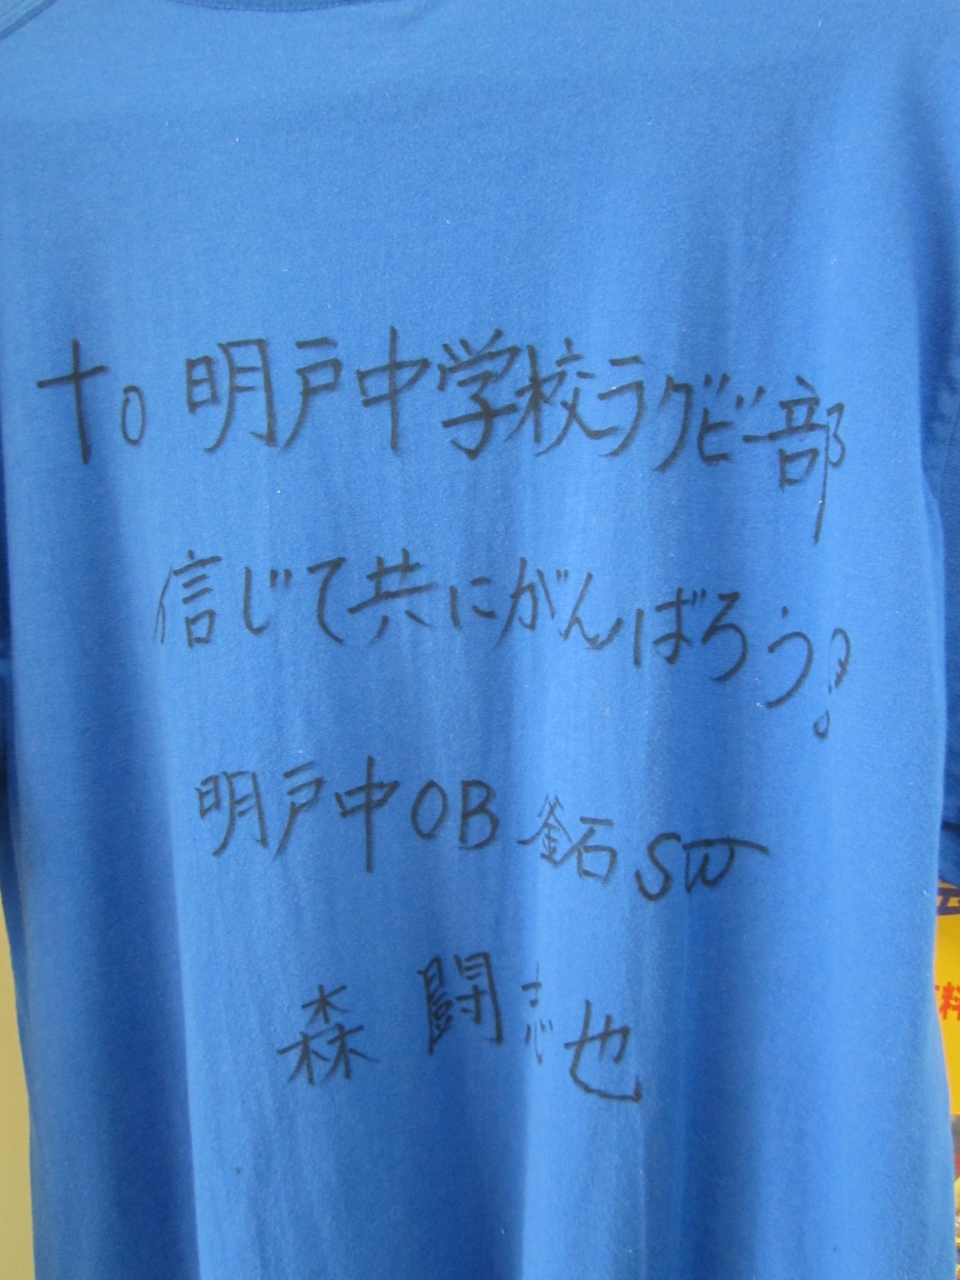 to 明戸中学校ラグビー部
信じて共にがんばろう!
明戸中OB 釜石SW
森 闘志也
料